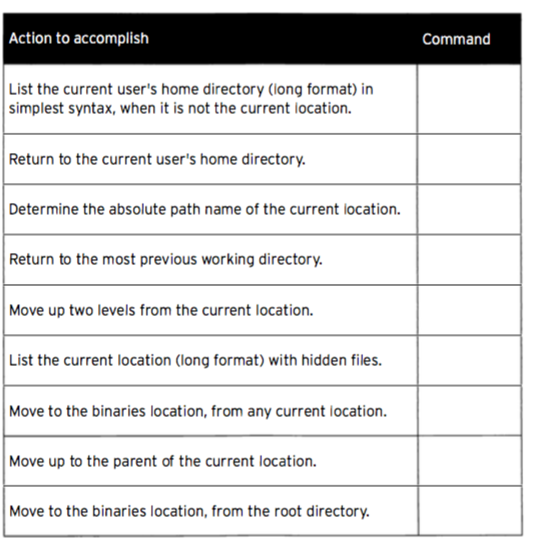 Action to accomplish Command
List the current user's home directory (long format) in
simplest syntax, when it is not the current location.
Return to the current user's home directory.
Determine the absolute path name of the current location.
Return to the most previous working directory.
Move up two levels from the current location.
List the current location (long format) with hidden files.
Move to the binaries location, from any current location.
Move up to the parent of the current location.
Move to the binaries location, from the root directory.